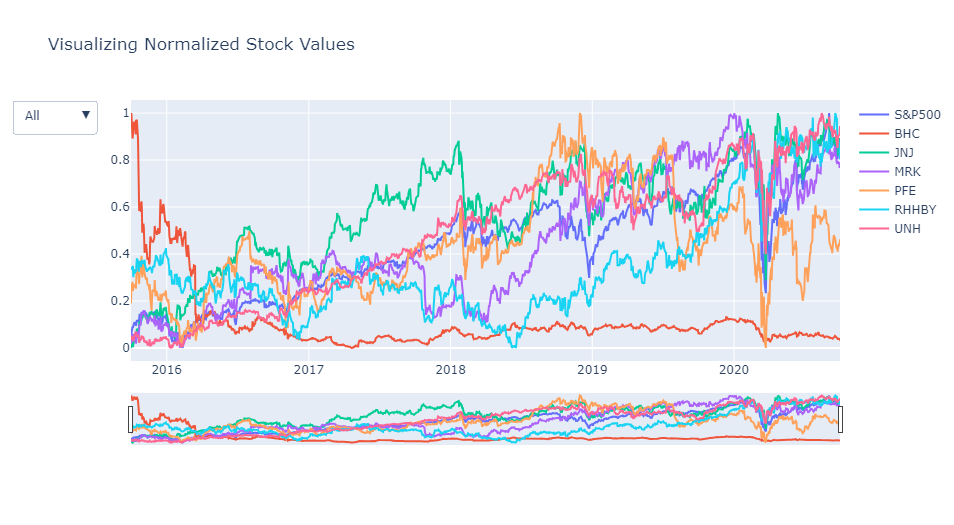 Visualizing Normalized Stock Values
All ▼
1
0.8
0.6
0.4
0.2
0
2016 2017 2018 2019 2020
S&P500
BHC
JNJ
MRK
PFE
RHHBY
UNH